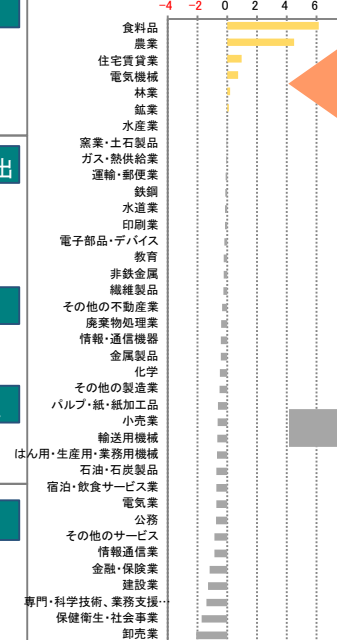 -4 -2 0 2 4 6
食料品
農業
住宅賃貸業
電気機械
林業
鉱業
水産業
窯業・土石製品
出
ガス・熱供給業
運輸・郵便業
鉄鋼
水道業
印刷業
電子部品・デバイス
教育
非鉄金属
繊維製品
その他の不動産業
廃棄物処理業
情報・通信機器
金属製品
化学
その他の製造業
パルプ・紙・紙加工品
小売業
輸送用機械
はん用・生産用・業務用機械
石油・石炭製品
宿泊・飲食サービス業
電気業
公務
その他のサービス
情報通信業
金融・保険業
建設業
専門・科学技術、業務支援…
保健衛生・社会事業
卸売業